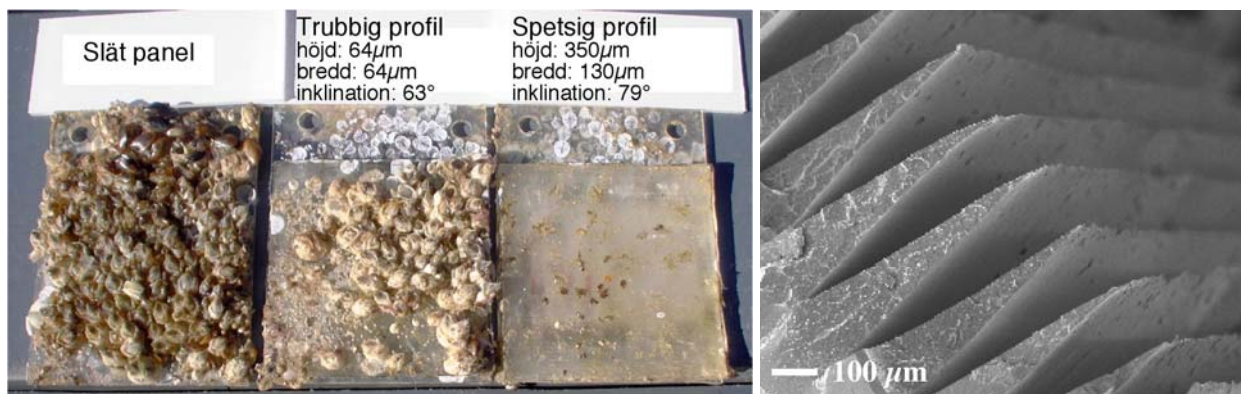 Slät panel
Trubbig profil
höjd: 64µm
bredd: 64µm
inklination: 63°
Spetsig profil
höjd: 350µm
bredd: 130µm
inklination: 79°
100 µm